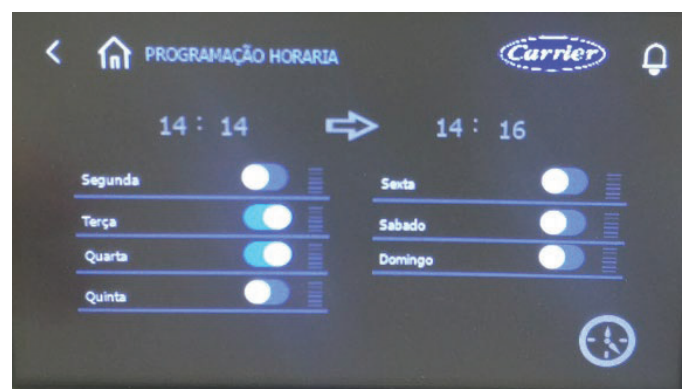 PROGRAMAÇÃO HORARIA
Carrier
14 : 14
14 : 16
Segunda
Terça
Quarta
Quinta
Sexta
Sabado
Domingo